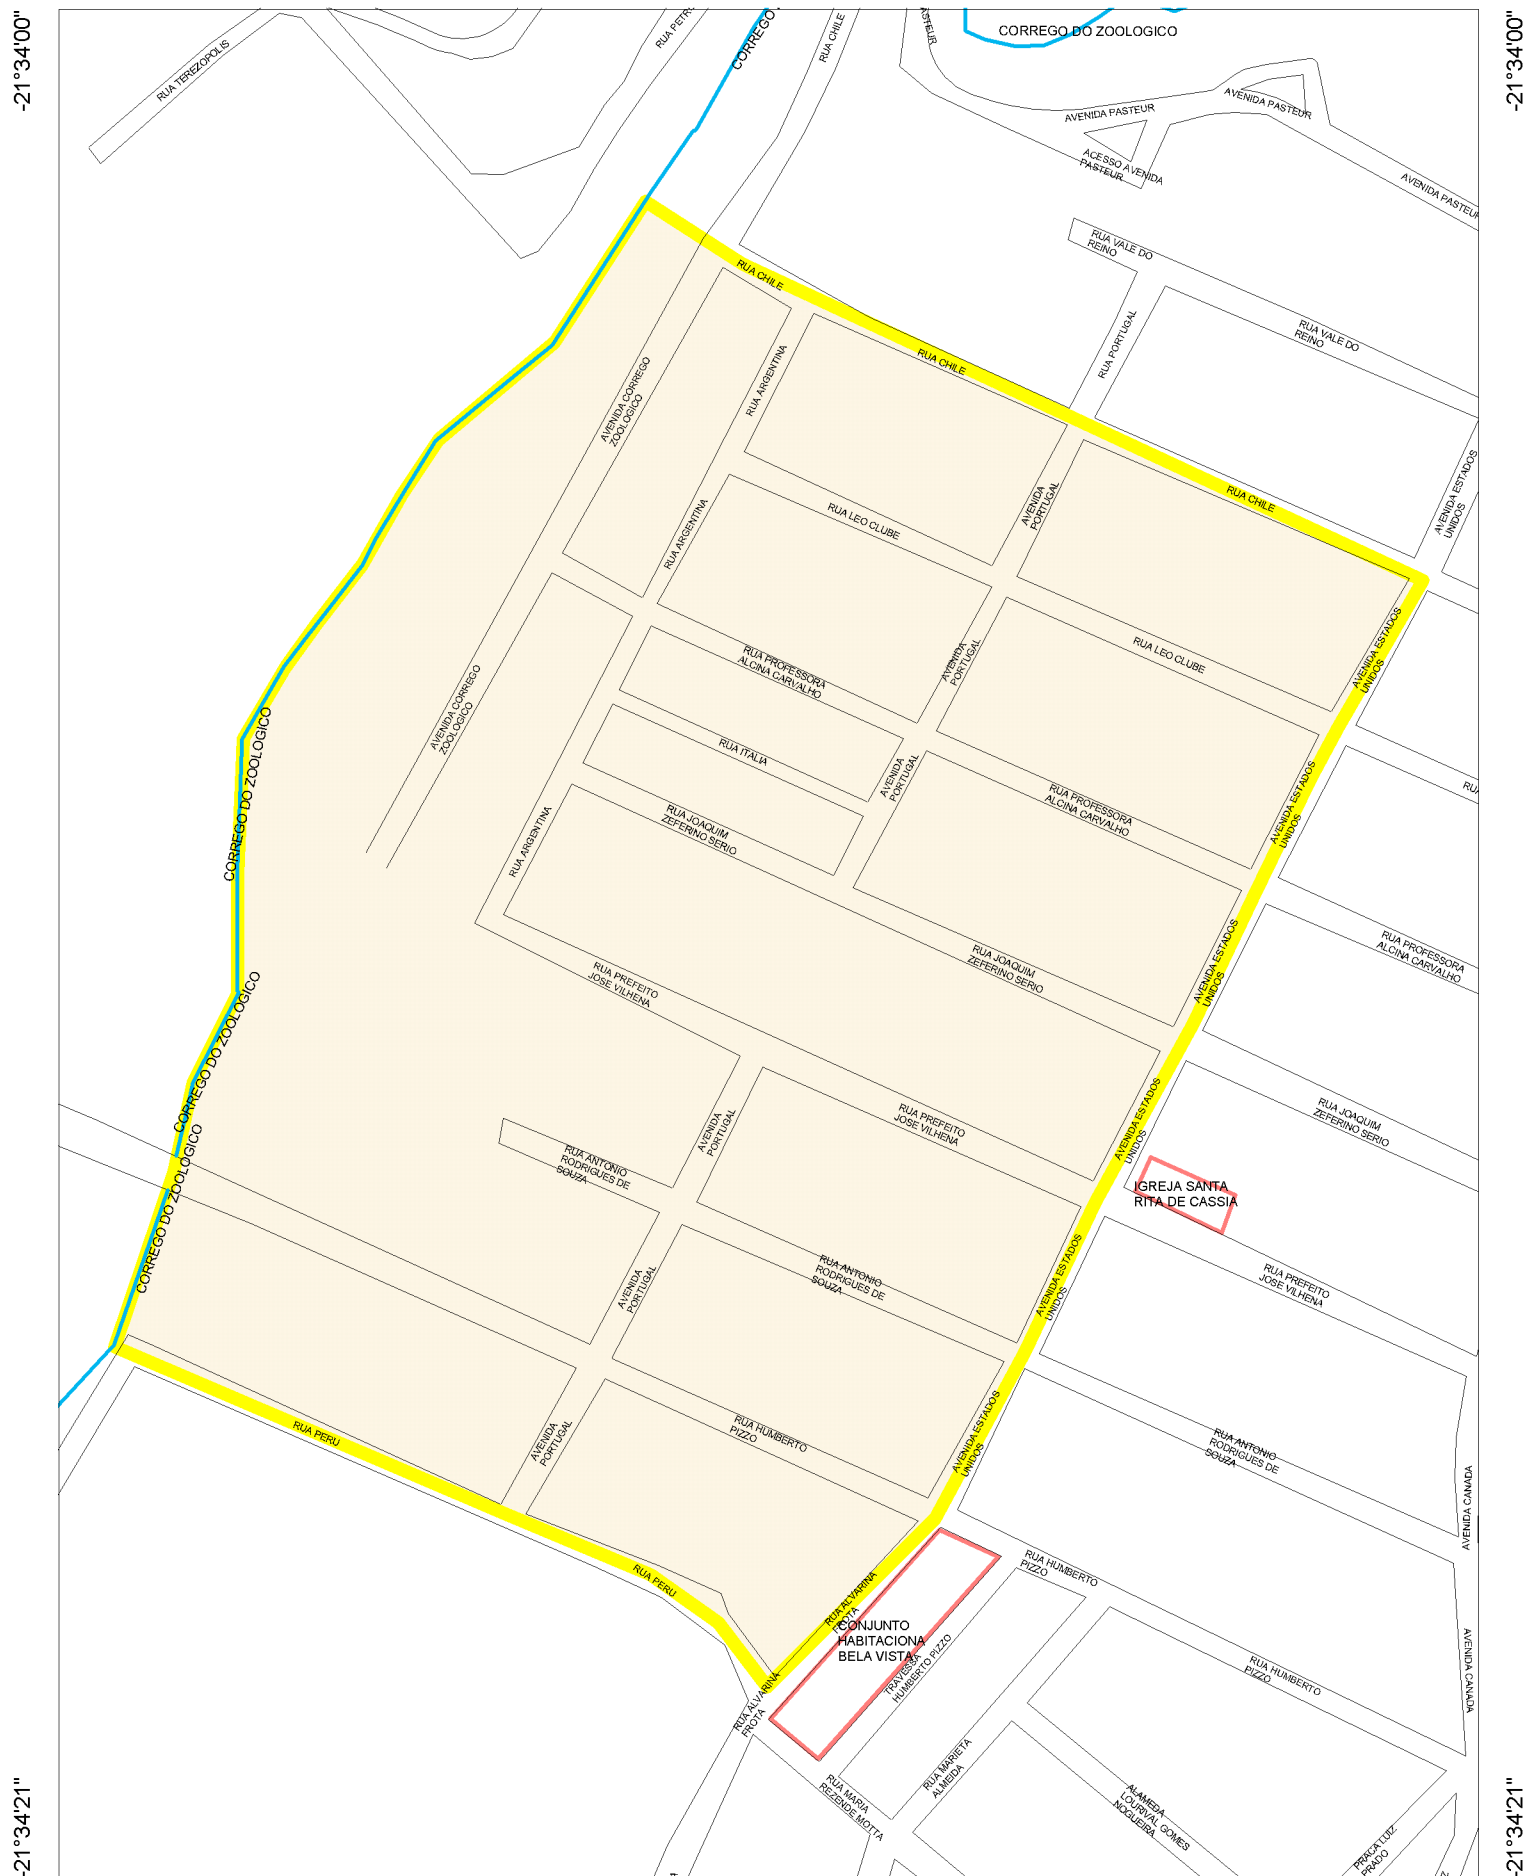 -21°34'00"
-21°34'00"
RUA TEREZOPOLIS
RUA PETR
CORREGO
RUA CHILE
ASTEUR
CORREGO DO ZOOLOGICO
AVENIDA PASTEUR
AVENIDA PASTEUR
ACESSO AVENIDA
PASTEUR
AVENIDA PASTEUR
RUA VALE DO
REINO
RUA CHILE
RUA VALE DO
REINO
RUA PORTUGAL
RUA CHILE
AVENIDA CORREGO
ZOOLOGICO
RUA ARGENTINA
AVENIDA ESTADOS
UNIDOS
RUA CHILE
AVENIDA
PORTUGAL
RUA LEO CLUBE
RUA ARGENTINA
AVENIDA ESTADOS
UNIDOS
RUA LEO CLUBE
AVENIDA
PORTUGAL
RUA PROFESSORA
ALCINA CARVALHO
AVENIDA CORREGO
ZOOLOGICO
CORREGO DO ZOOLOGICO
RUA ITALIA
AVENIDA
PORTUGAL
RUA
RUA PROFESSORA
ALCINA CARVALHO
AVENIDA ESTADOS
UNIDOS
RUA JOAQUIM
ZEFERINO SERIO
RUA ARGENTINA
RUA PROFESSORA
ALCINA CARVALHO
RUA JOAQUIM
ZEFERINO SERIO
AVENIDA ESTADOS
UNIDOS
RUA PREFEITO
JOSE VILHENA
CORREGO DO ZOOLOGICO
RUA PREFEITO
JOSE VILHENA
AVENIDA
PORTUGAL
AVENIDA ESTADOS
UNIDOS
RUA JOAQUIM
ZEFERINO SERIO
RUA ANTONIO
RODRIGUES DE
SOUZA
IGREJA SANTA
RITA DE CASSIA
CORREGO DO ZOOLOGICO
AVENIDA
PORTUGAL
RUA ANTONIO
RODRIGUES DE
SOUZA
AVENIDA ESTADOS
UNIDOS
RUA PREFEITO
JOSE VILHENA
RUA PERU
AVENIDA
PORTUGAL
RUA HUMBERTO
PIZZO
AVENIDA ESTADOS
UNIDOS
RUA ANTONIO
RODRIGUES DE
SOUZA
AVENIDA CANADA
RUA PERU
RUA ALVARINA
FROTA
RUA HUMBERTO
PIZZO
CONJUNTO
HABITACIONA
BELA VISTA
TRAVESSA
HUMBERTO PIZZO
RUA HUMBERTO
PIZZO
AVENIDA CANADA
RUA ALVARINA
FROTA
RUA MARIETA
ALMEIDA
RUA MARIA
REZENDE MOTTA
ALAMEDA
LOURIVAL GOMES
NOGUEIRA
PRACA LUIZ
PRADO
-21°34'21"
-21°34'21"